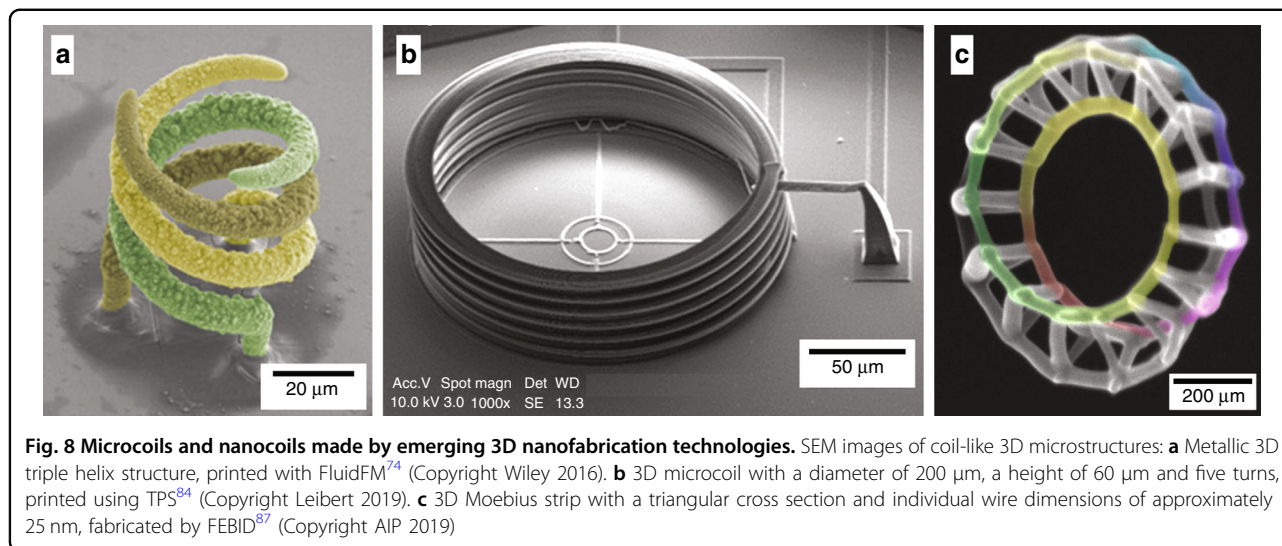 a
b
c
20 µm
Acc.V Spot magn Det WD
10.0 kV 3.0 1000x SE 13.3
50 µm
200 µm
Fig. 8 Microcoils and nanocoils made by emerging 3D nanofabrication technologies. SEM images of coil-like 3D microstructures: a Metallic 3D
triple helix structure, printed with FluidFM74 (Copyright Wiley 2016). b 3D microcoil with a diameter of 200 µm, a height of 60 µm and five turns,
printed using TPS84 (Copyright Leibert 2019). c 3D Moebius strip with a triangular cross section and individual wire dimensions of approximately
25 nm, fabricated by FEBID87 (Copyright AIP 2019)